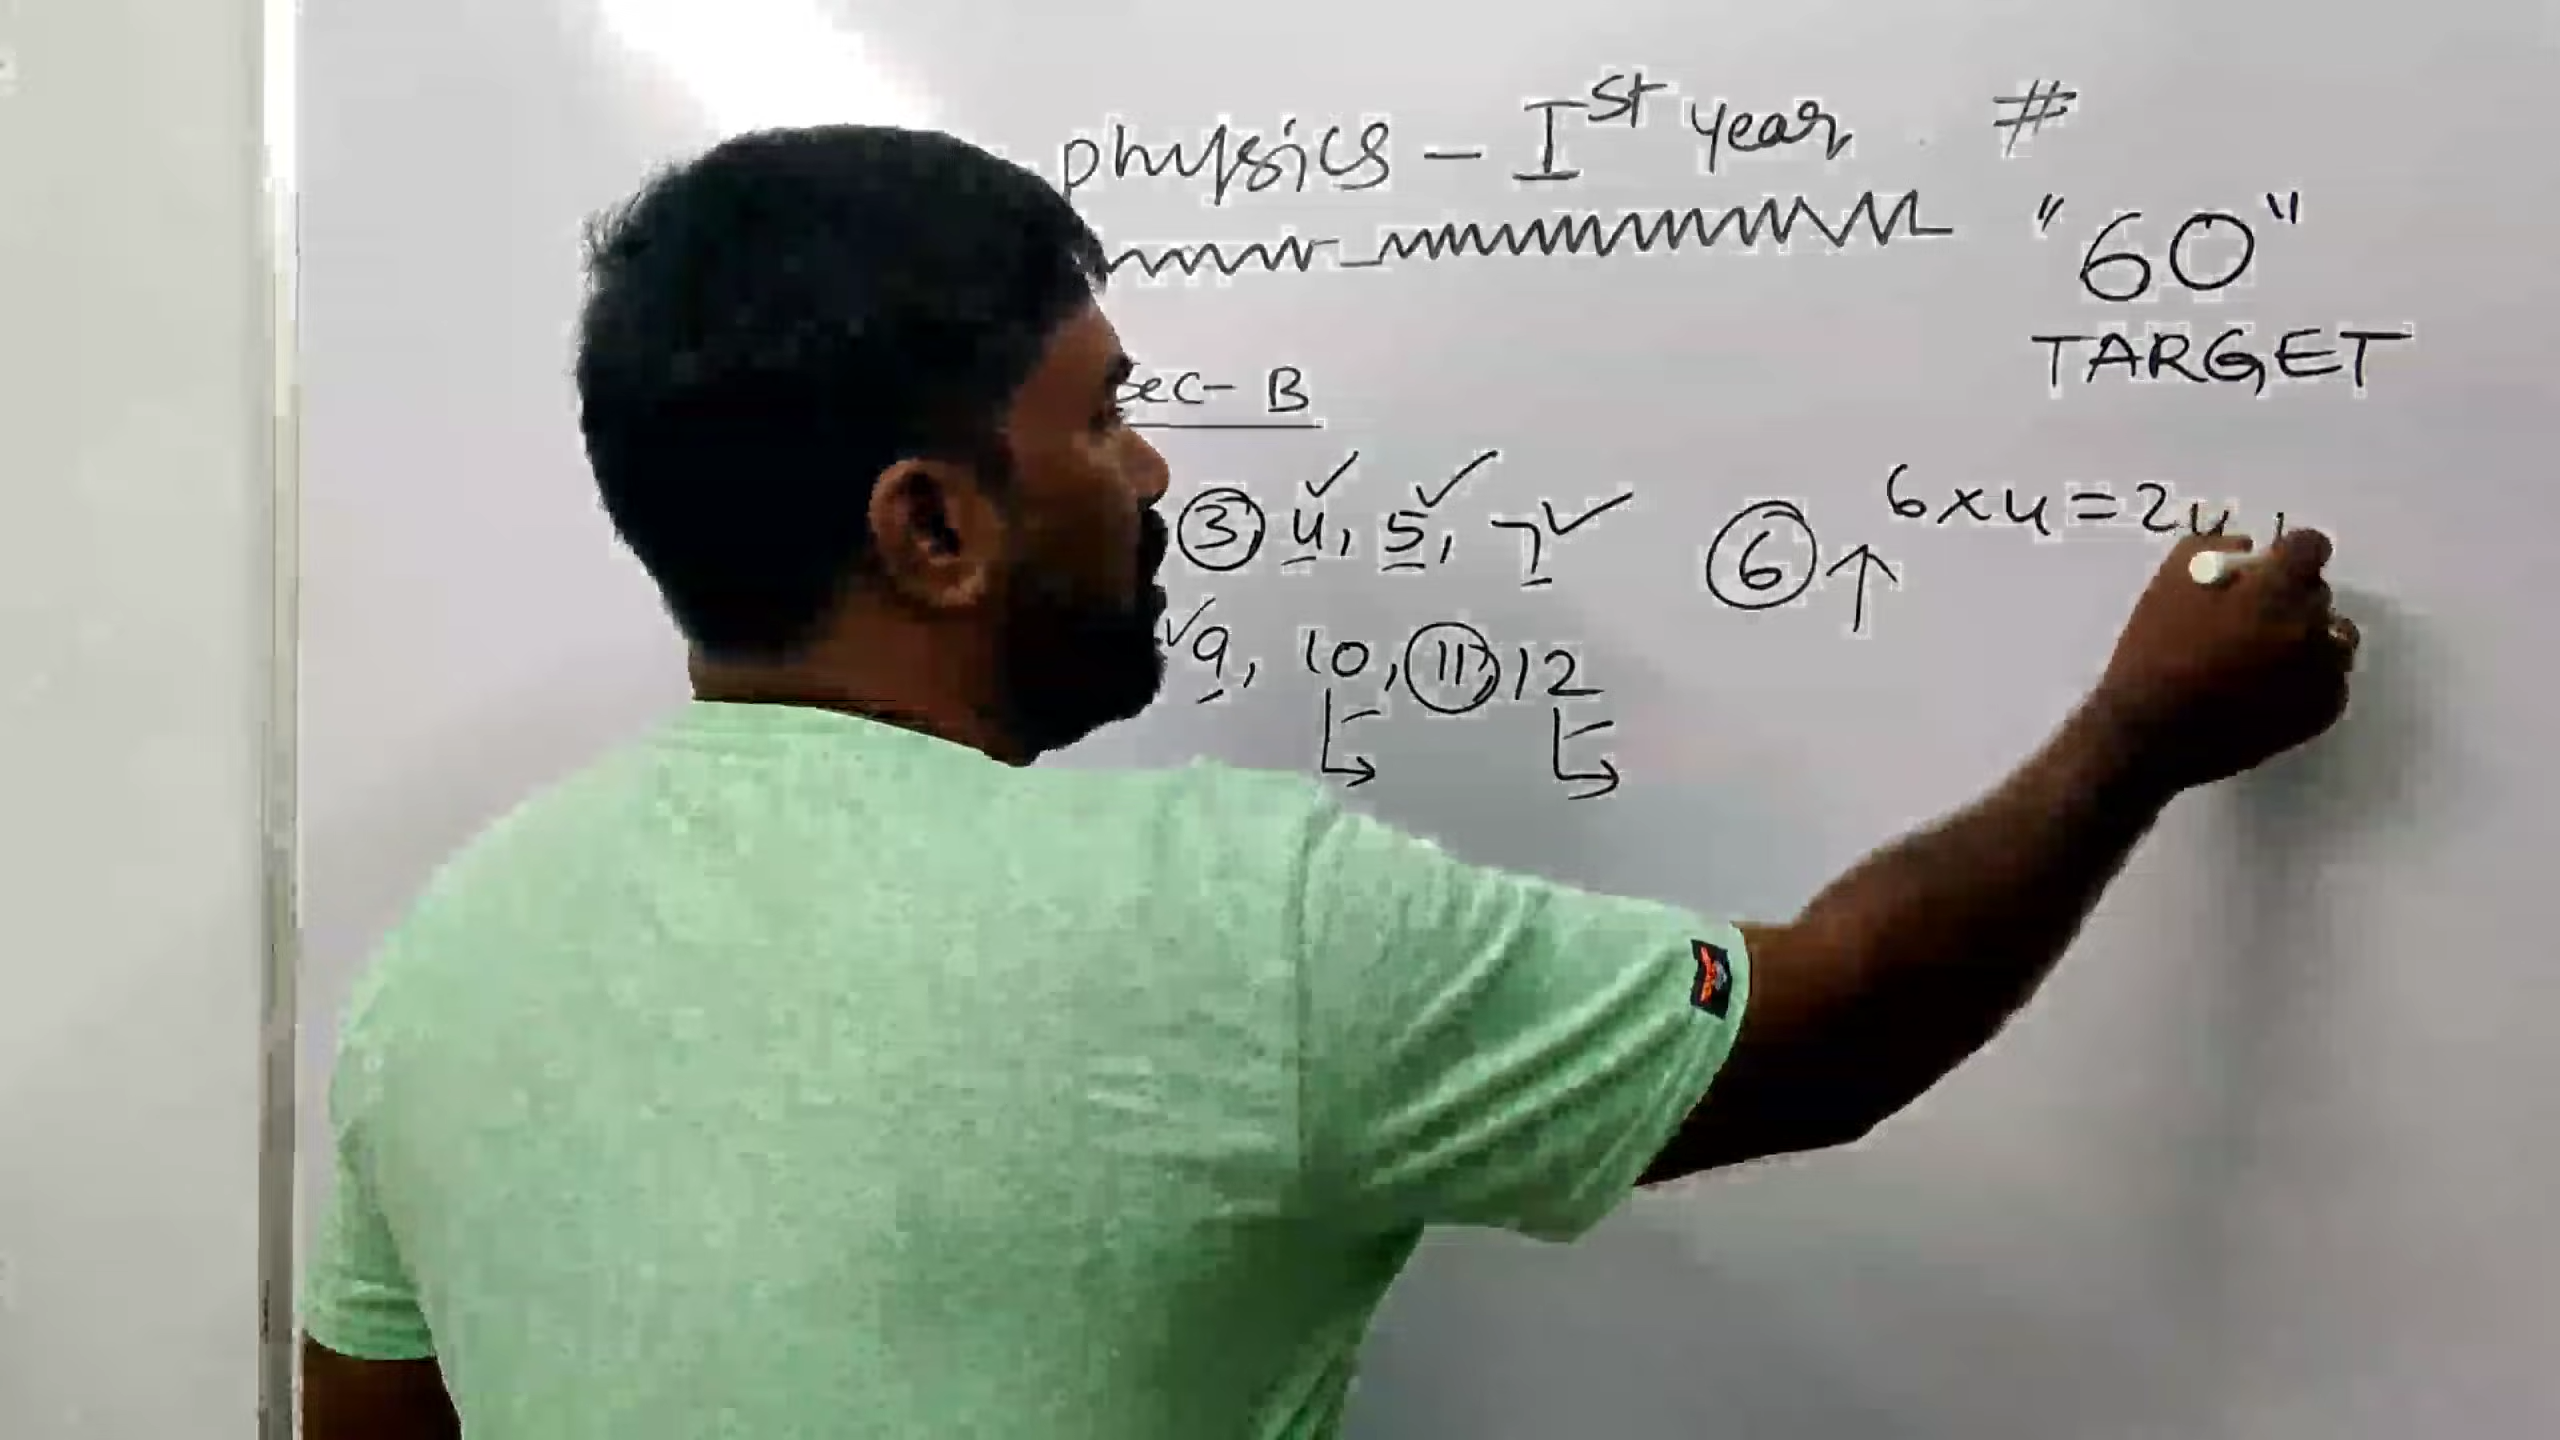 physics - Ist year #
"60"
TARGET
Sec- B
3, 4, 5, 7 6 6x4=24
9, 10, 11, 12